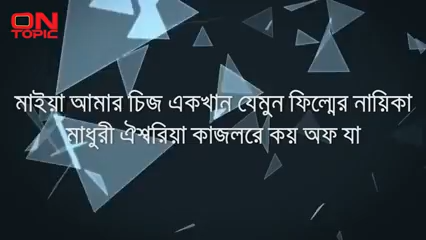 ON
TOPIC
মাইয়া আমার চিজ একখান যেমুন ফিল্মের নায়িকা
মাধুরী ঐশ্বরিয়া কাজলরে কয় অফ যা